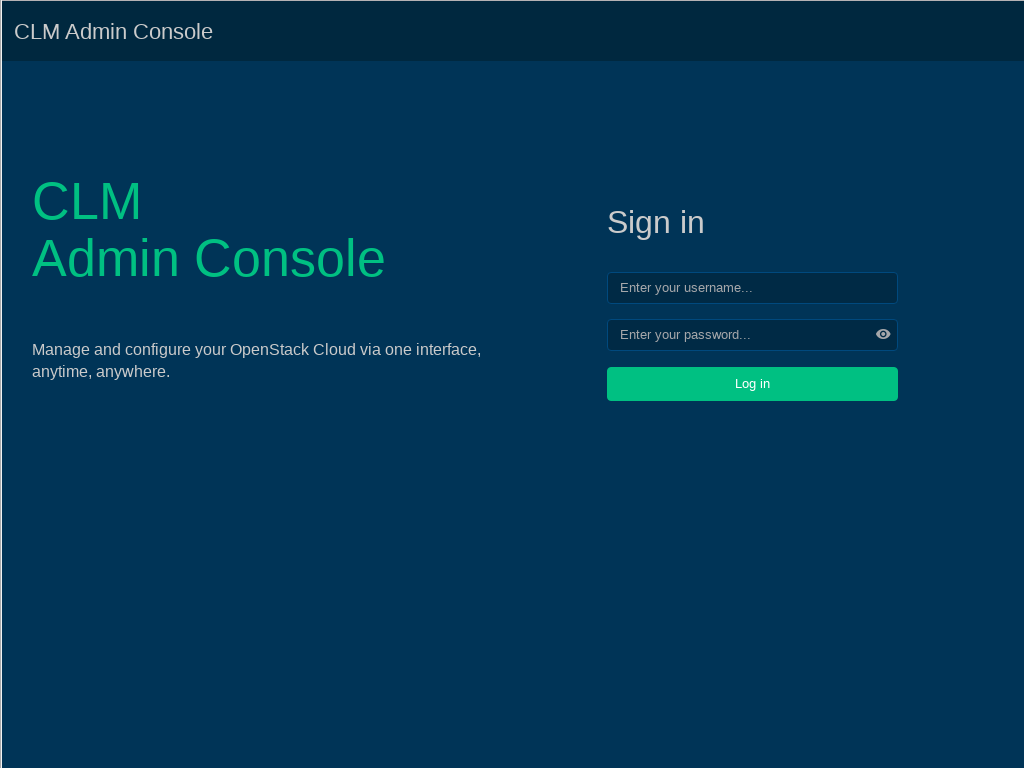 CLM Admin Console
CLM
Admin Console
Manage and configure your OpenStack Cloud via one interface,
anytime, anywhere.
Sign in
Enter your username...
Enter your password...
Log in